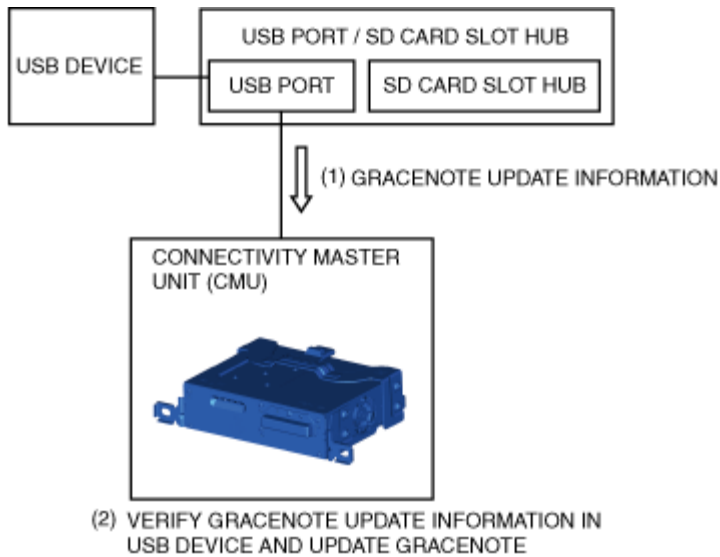 USB PORT / SD CARD SLOT HUB
USB DEVICE
USB PORT
SD CARD SLOT HUB
(1) GRACENOTE UPDATE INFORMATION
CONNECTIVITY MASTER
UNIT (CMU)
(2) VERIFY GRACENOTE UPDATE INFORMATION IN
USB DEVICE AND UPDATE GRACENOTE